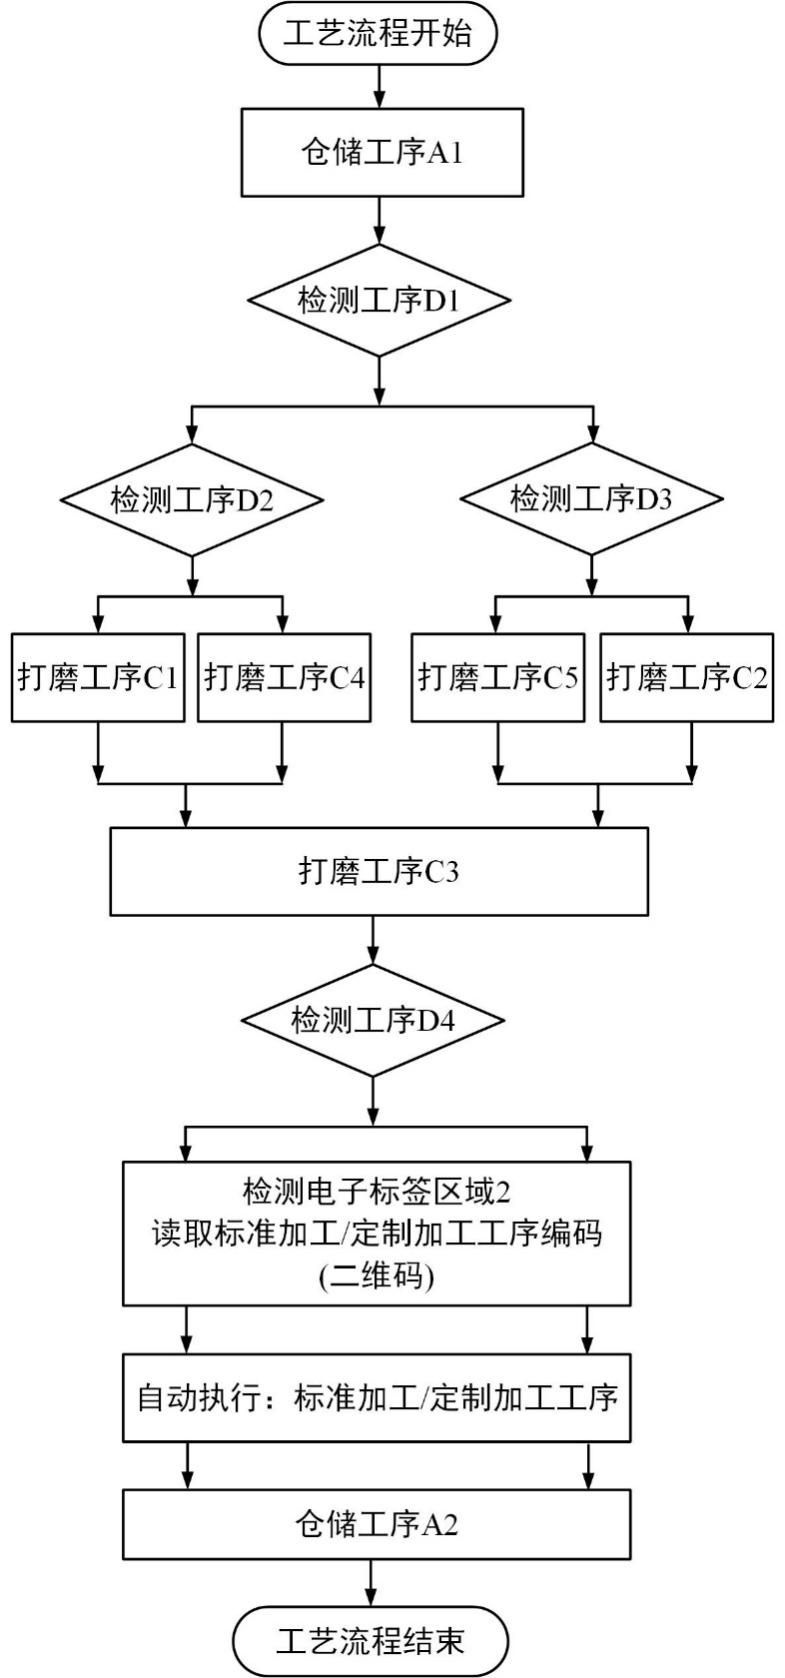 工艺流程开始
仓储工序A1
检测工序D1
检测工序D2
检测工序D3
打磨工序C1
打磨工序C4
打磨工序C5
打磨工序C2
打磨工序C3
检测工序D4
检测电子标签区域2
读取标准加工/定制加工工序编码
(二维码)
自动执行：标准加工/定制加工工序
仓储工序A2
工艺流程结束